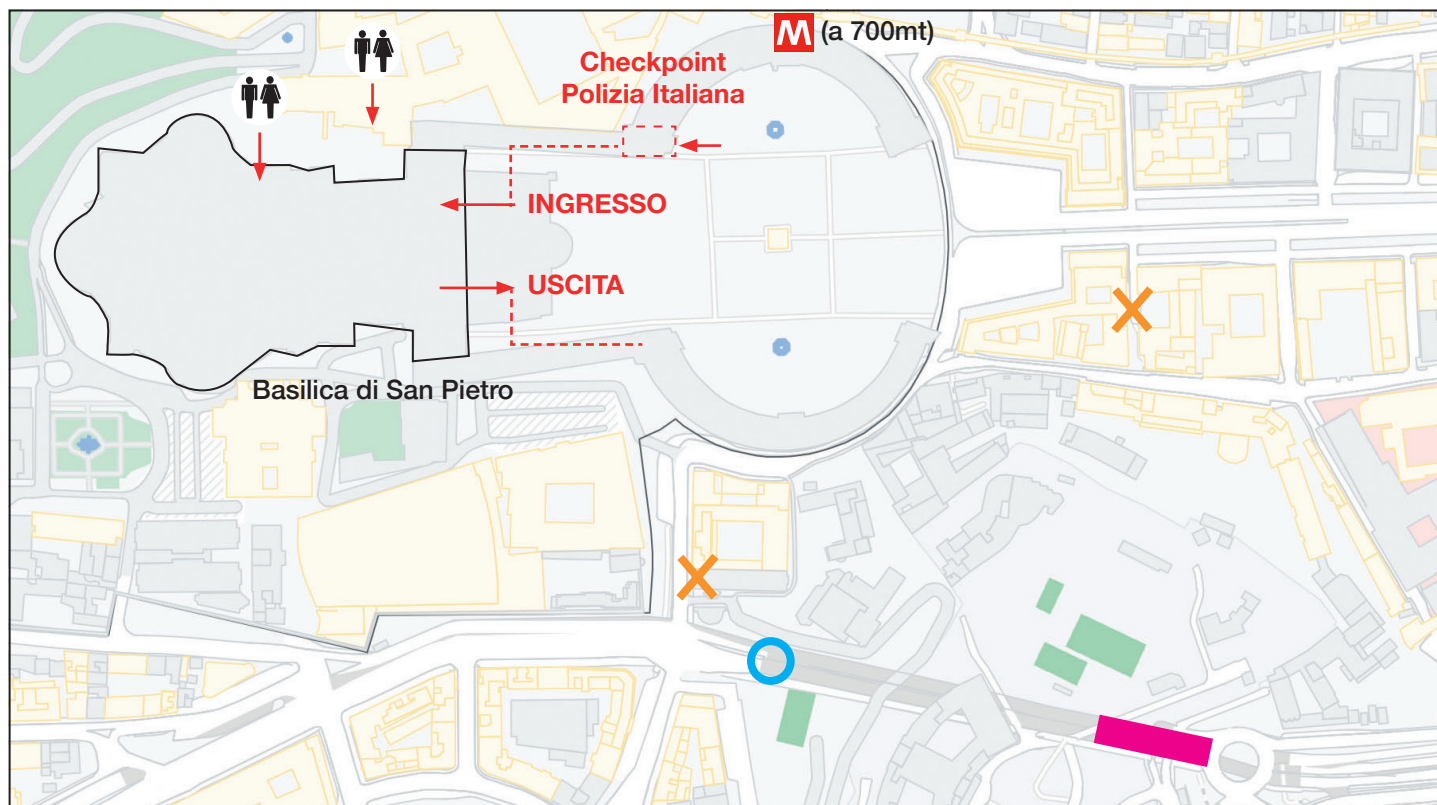 M (a 700mt)
Checkpoint
Polizia Italiana
INGRESSO
USCITA
Basilica di San Pietro